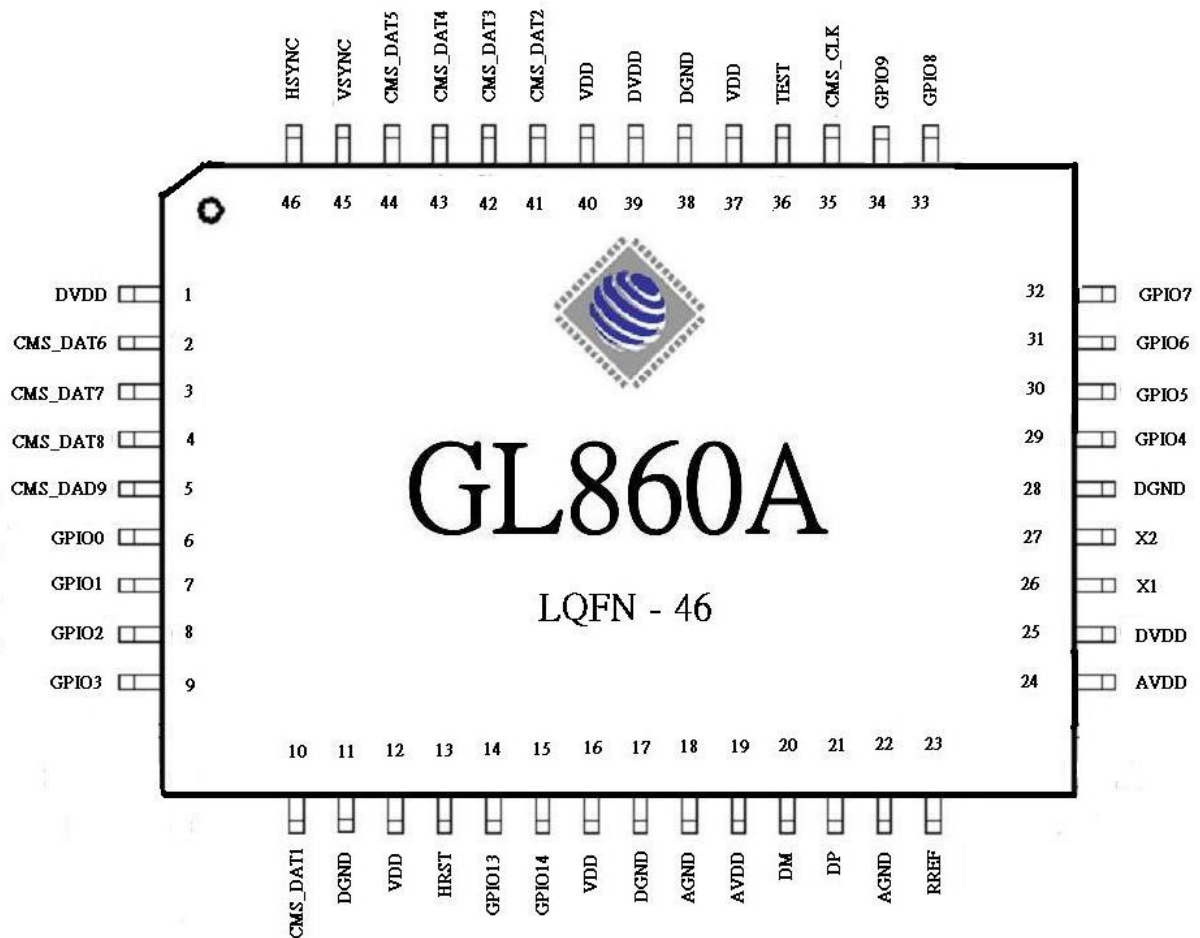 HSYNC VSYNC CMS_DAT5 CMS_DAT4 CMS_DAT3 CMS_DAT2 VDD DVDD DGND VDD TEST CMS_CLK GPIO9 GPIO8
46 45 44 43 42 41 40 39 38 37 36 35 34 33
DVDD 1 32 GPIO7
CMS_DAT6 2 31 GPIO6
CMS_DAT7 3 30 GPIO5
CMS_DAT8 4 29 GPIO4
CMS_DAD9 5 28 DGND
GPIO0 6 27 X2
GPIO1 7 26 X1
GPIO2 8 25 DVDD
GPIO3 9 24 AVDD
GL860A
LQFN - 46
10 11 12 13 14 15 16 17 18 19 20 21 22 23
CMS_DAT1 DGND VDD HRST GPIO13 GPIO14 VDD DGND AGND AVDD DM DP AGND RREF